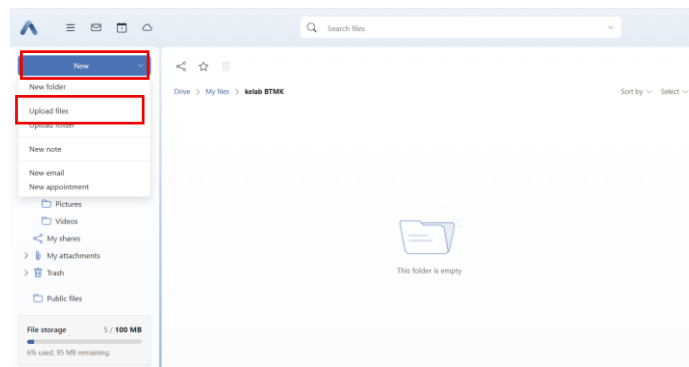 Search files
New
New folder
Upload files
Upload folder
New note
New email
New appointment
Pictures
Videos
My shares
My attachments
Trash
Public files
File storage 5 / 100 MB
6% used, 95 MB remaining.
Drive > My files > kelab BTMK
Sort by Select
This folder is empty